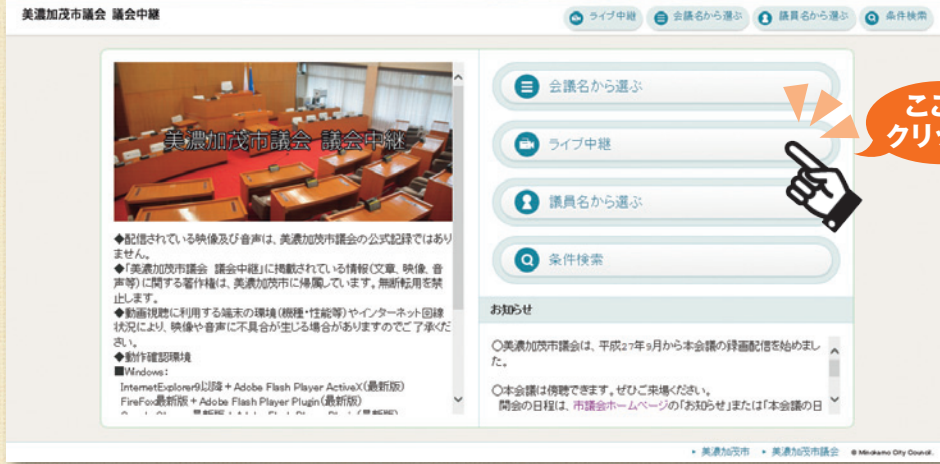 美濃加茂市議会 議会中継
ライブ中継 会議名から選ぶ 議員名から選ぶ 条件検索
美濃加茂市議会 議会中継
◆配信されている映像及び音声は、美濃加茂市議会の公式記録ではあり
ません。
◆「美濃加茂市議会 議会中継」に掲載されている情報(文章、映像、音
声等)に関する著作権は、美濃加茂市に帰属しています。無断転用を禁
止します。
◆動画視聴に利用する端末の環境(機種・性能等)やインターネット回線
状況により、映像や音声に不具合が生じる場合がありますのでご了承くだ
さい。
◆動作確認環境
■Windows:
InternetExplorer9以降 + Adobe Flash Player ActiveX(最新版)
FireFox最新版 + Adobe Flash Player Plugin(最新版)
会議名から選ぶ
ライブ中継
議員名から選ぶ
条件検索
ここ
クリッ
お知らせ
○美濃加茂市議会は、平成27年9月から本会議の録画配信を始めまし
た。
○本会議は傍聴できます。ぜひご来場ください。
開会の日程は、市議会ホームページの「お知らせ」または「本会議の日
美濃加茂市 美濃加茂市議会 © Minokamo City Council.